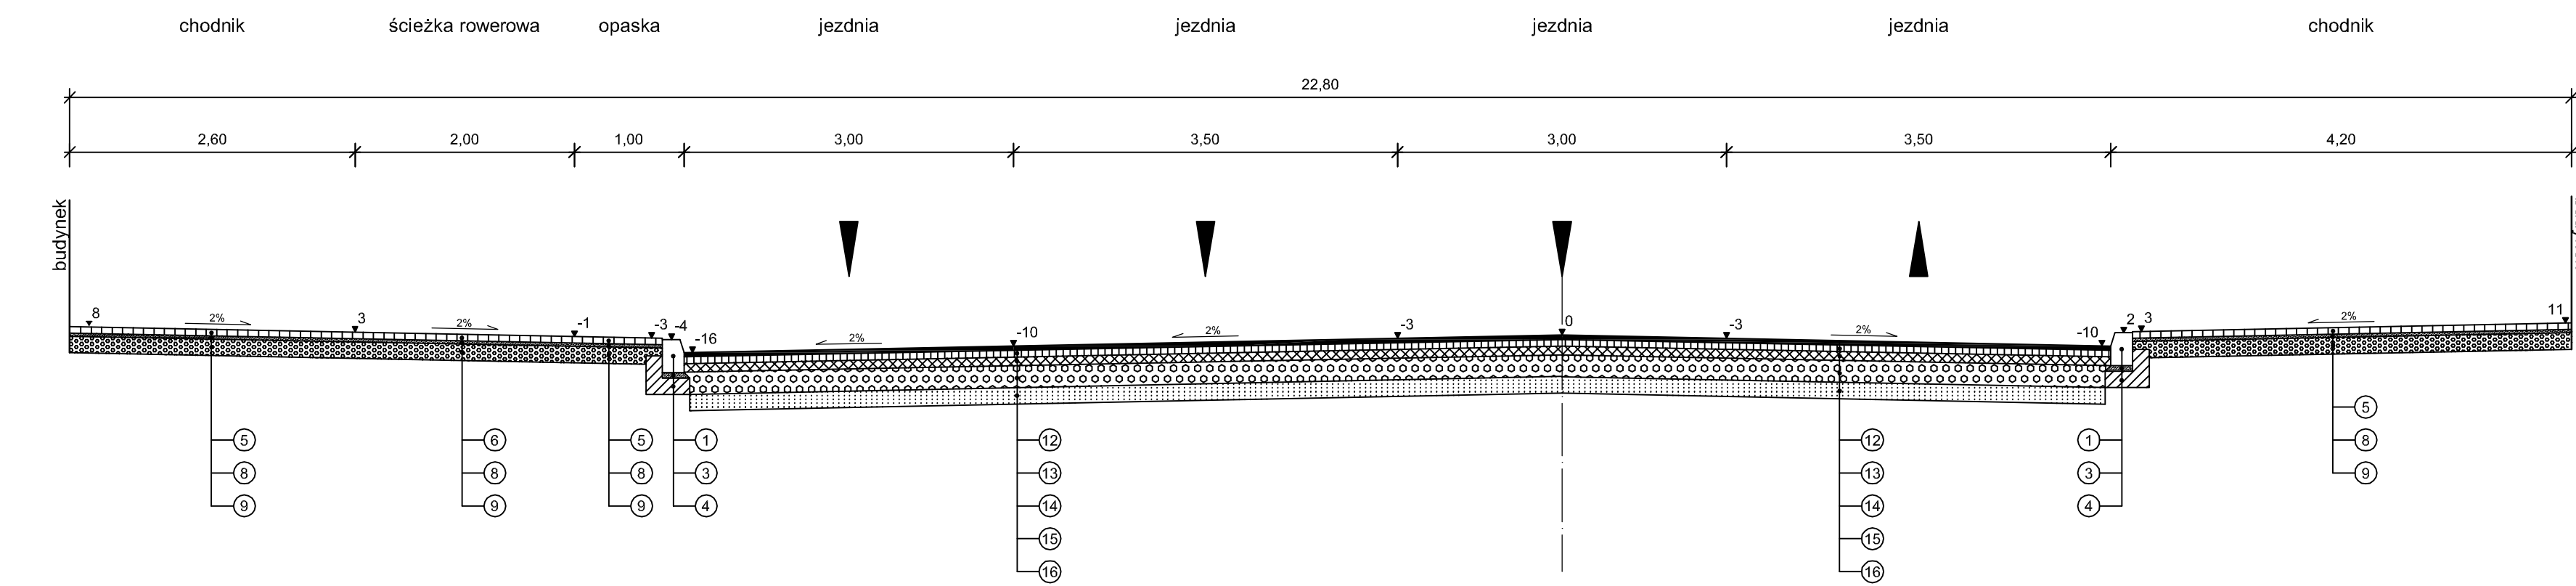 chodnik ścieżka rowerowa opaska jezdnia jezdnia jezdnia jezdnia chodnik
22,80
2,60 2,00 1,00 3,00 3,50 3,00 3,50 4,20
budynek
8 2% 3 2% -1 -3 -4 -16 2% -10 2% -3 0 -3 2% -10 2 3 2% 11
5
5 6 5 1 12 12 1 8
8 8 8 3 13 13 3 9
9 9 9 4 14 14 4
15 15
16 16